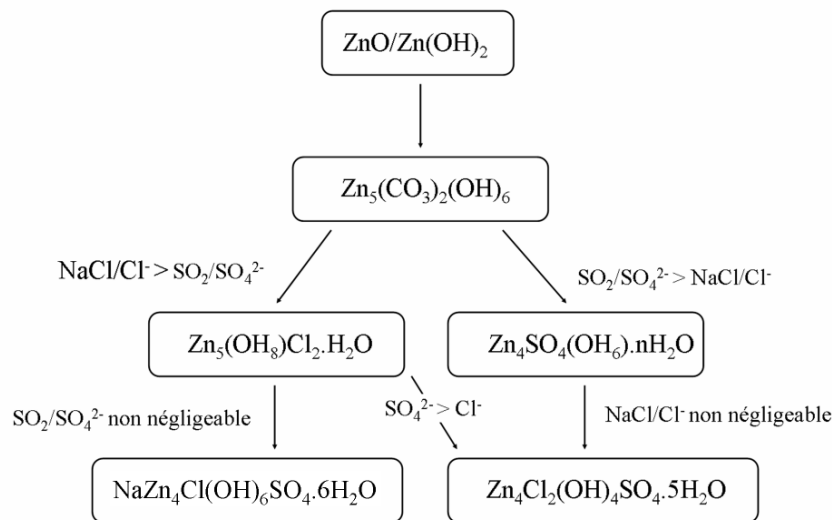 ZnO/Zn(OH)₂
Zn₅(CO₃)₂(OH)₆
NaCl/Cl⁻ > SO₂/SO₄²⁻
SO₂/SO₄²⁻ > NaCl/Cl⁻
Zn₅(OH₈)Cl₂.H₂O
Zn₄SO₄(OH₆).nH₂O
SO₂/SO₄²⁻ non négligeable
SO₄²⁻ > Cl⁻
NaCl/Cl⁻ non négligeable
NaZn₄Cl(OH)₆SO₄.6H₂O
Zn₄Cl₂(OH)₄SO₄.5H₂O